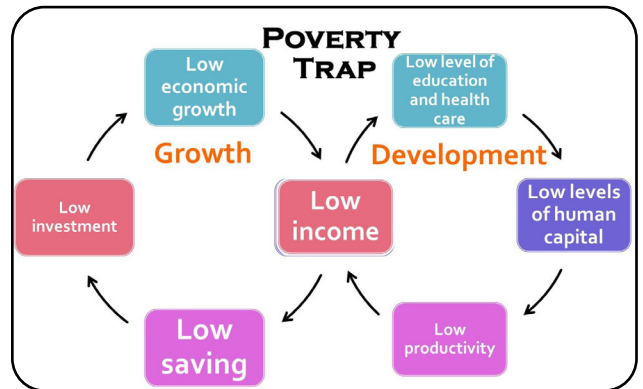 POVERTY
TRAP
Low
economic
growth
Low level of
education
and health
care
Growth
Development
Low
investment
Low
income
Low levels
of human
capital
Low
saving
Low
productivity